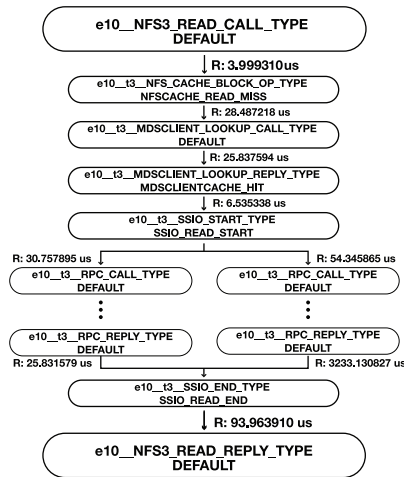 e10__NFS3_READ_CALL_TYPE
DEFAULT
R: 3.999310us
e10__t3__NFS_CACHE_BLOCK_OP_TYPE
NFSCACHE_READ_MISS
R: 28.487218 us
e10__t3__MDSCLIENT_LOOKUP_CALL_TYPE
DEFAULT
R: 25.837594 us
e10__t3__MDSCLIENT_LOOKUP_REPLY_TYPE
MDSCLIENTCACHE_HIT
R: 6.535338 us
e10__t3__SSIO_START_TYPE
SSIO_READ_START
R: 30.757895 us R: 54.345865 us
e10__t3__RPC_CALL_TYPE e10__t3__RPC_CALL_TYPE
DEFAULT DEFAULT
e10__t3__RPC_REPLY_TYPE e10__t3__RPC_REPLY_TYPE
DEFAULT DEFAULT
R: 25.831579 us R: 3233.130827 us
e10__t3__SSIO_END_TYPE
SSIO_READ_END
R: 93.963910 us
e10__NFS3_READ_REPLY_TYPE
DEFAULT